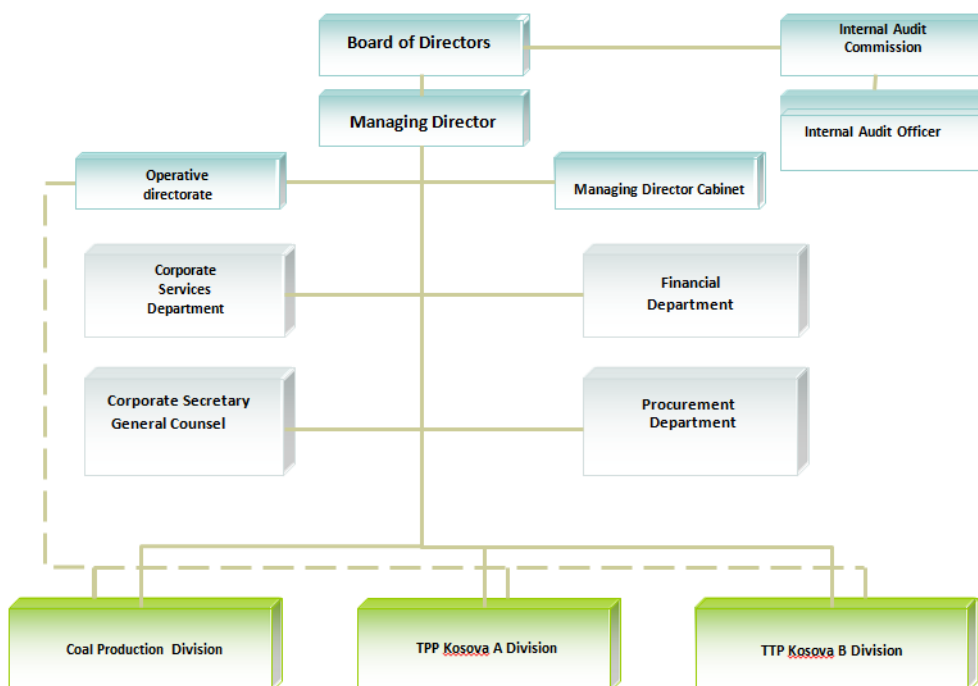 Board of Directors
Internal Audit
Commission
Managing Director
Internal Audit Officer
Operative
directorate
Managing Director Cabinet
Corporate
Services
Department
Financial
Department
Corporate Secretary
General Counsel
Procurement
Department
Coal Production Division
TPP Kosova A Division
TTP Kosova B Division